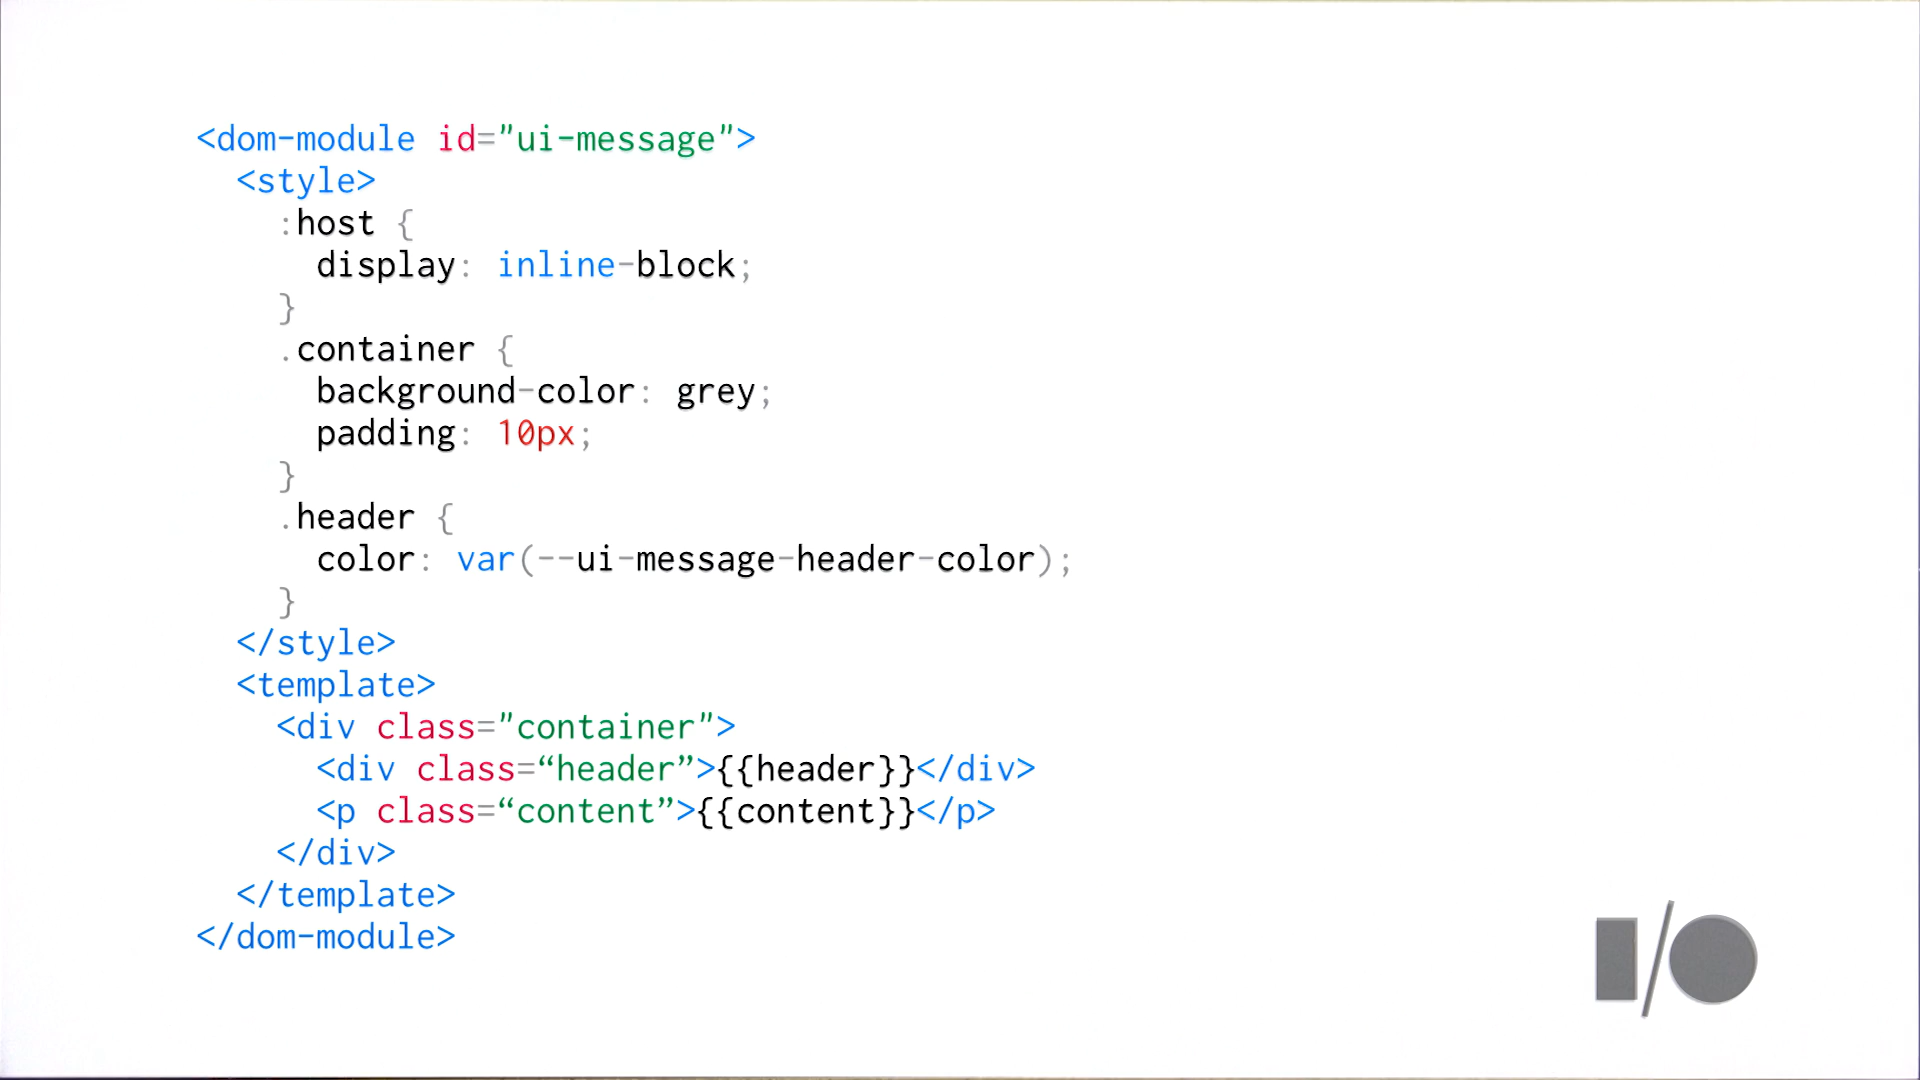 <dom-module id="ui-message">
  <style>
    :host {
      display: inline-block;
    }
    .container {
      background-color: grey;
      padding: 10px;
    }
    .header {
      color: var(--ui-message-header-color);
    }
  </style>
  <template>
    <div class="container">
      <div class=“header”>{{header}}</div>
      <p class=“content”>{{content}}</p>
    </div>
  </template>
</dom-module>
I/O